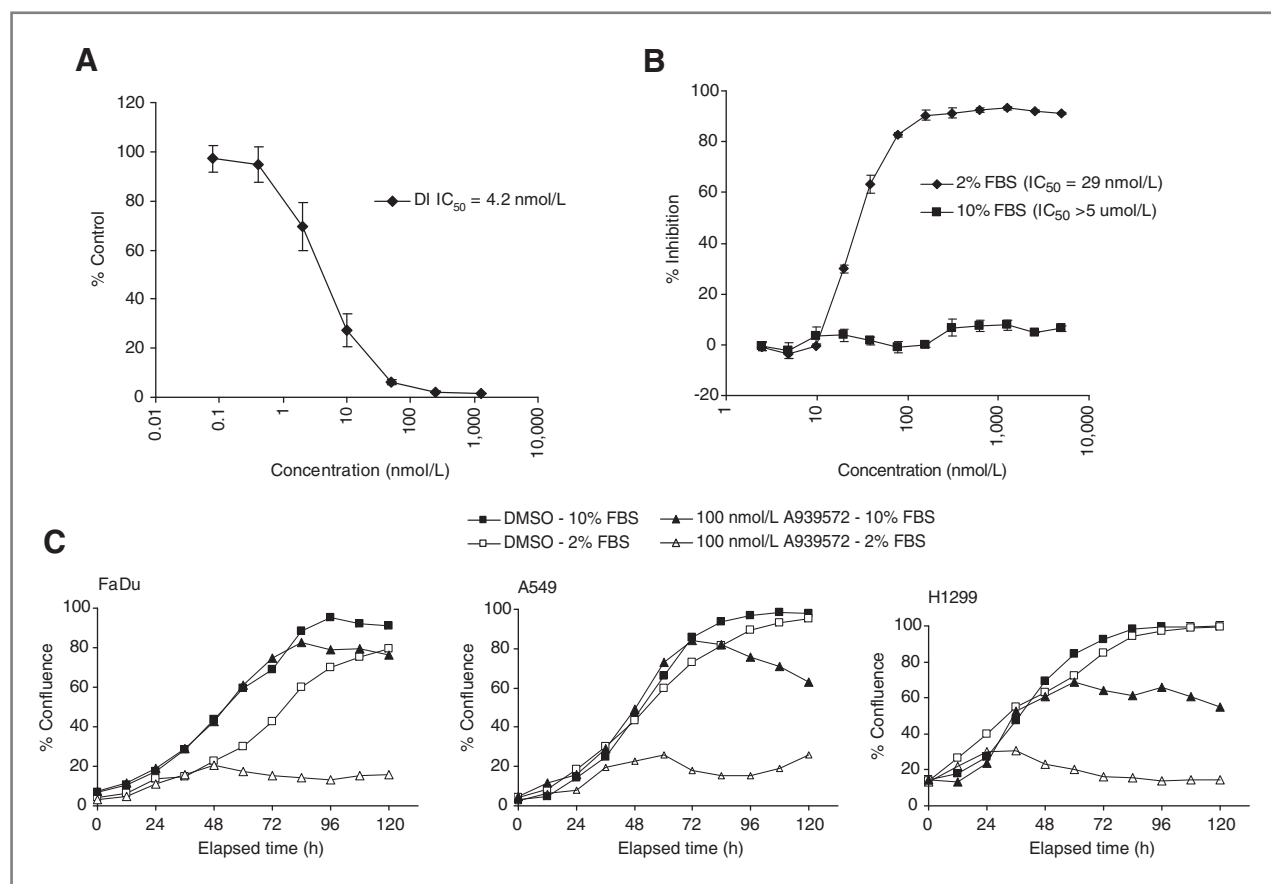 A
120
100
80
60
40
20
0
% Control
DI IC50 = 4.2 nmol/L
0.01
0.1
1
10
100
1,000
10,000
Concentration (nmol/L)
B
100
80
60
40
20
0
-20
% Inhibition
2% FBS (IC50 = 29 nmol/L)
10% FBS (IC50 >5 umol/L)
1
10
100
1,000
10,000
Concentration (nmol/L)
DMSO - 10% FBS
100 nmol/L A939572 - 10% FBS
DMSO - 2% FBS
100 nmol/L A939572 - 2% FBS
C
FaDu
100
80
60
40
20
0
% Confluence
0 24 48 72 96 120
Elapsed time (h)
A549
100
80
60
40
20
0
% Confluence
0 24 48 72 96 120
Elapsed time (h)
H1299
100
80
60
40
20
0
% Confluence
0 24 48 72 96 120
Elapsed time (h)